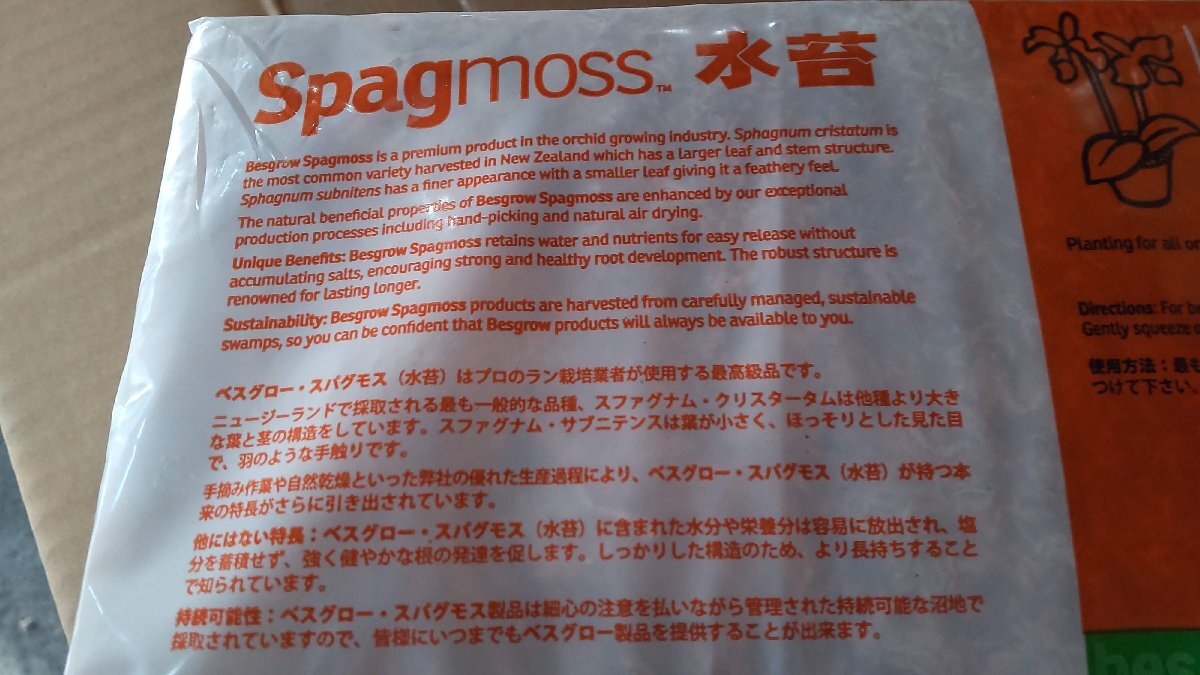 Spagmoss™ 水苔
Besgrow Spagmoss is a premium product in the orchid growing industry. Sphagnum cristatum is
the most common variety harvested in New Zealand which has a larger leaf and stem structure.
Sphagnum subnitens has a finer appearance with a smaller leaf giving it a feathery feel.
The natural beneficial properties of Besgrow Spagmoss are enhanced by our exceptional
production processes including hand-picking and natural air drying.
Unique Benefits: Besgrow Spagmoss retains water and nutrients for easy release without
accumulating salts, encouraging strong and healthy root development. The robust structure is
renowned for lasting longer.
Sustainability: Besgrow Spagmoss products are harvested from carefully managed, sustainable
swamps, so you can be confident that Besgrow products will always be available to you.
ベスグロー・スパグモス（水苔）はプロのラン栽培業者が使用する最高級品です。
ニュージーランドで採取される最も一般的な品種、スファグナム・クリスタータムは他種より大き
な葉と茎の構造をしています。スファグナム・サブニテンスは葉が小さく、ほっそりとした見た目
で、羽のような手触りです。
手摘み作業や自然乾燥といった弊社の優れた生産過程により、ベスグロー・スパグモス（水苔）が持つ本
来の特長がさらに引き出されています。
他にはない特長：ベスグロー・スパグモス（水苔）に含まれた水分や栄養分は容易に放出され、塩
分を蓄積せず、強く健やかな根の発達を促します。しっかりした構造のため、より長持ちすること
で知られています。
持続可能性：ベスグロー・スパグモス製品は細心の注意を払いながら管理された持続可能な沼地で
採取されていますので、皆様にいつまでもベスグロー製品を提供することが出来ます。
Planting for all
Directions: For
Gently squeeze
使用方法：最も
つけて下さい。
bes